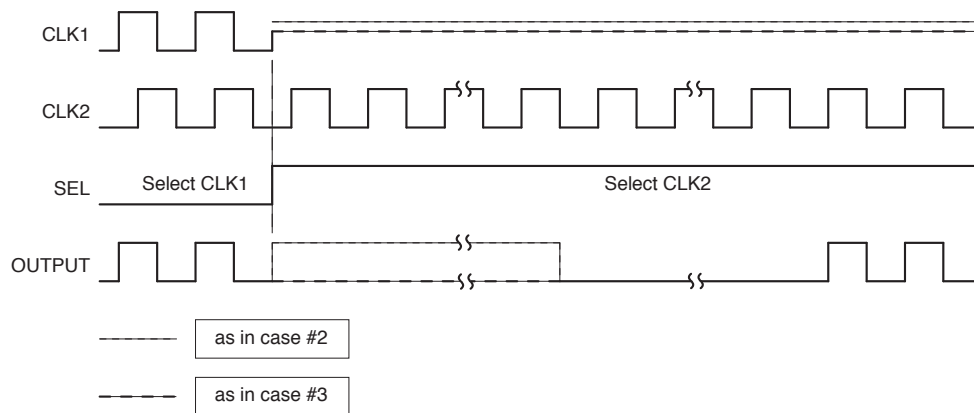 CLK1
CLK2
SEL
Select CLK1
Select CLK2
OUTPUT
as in case #2
as in case #3